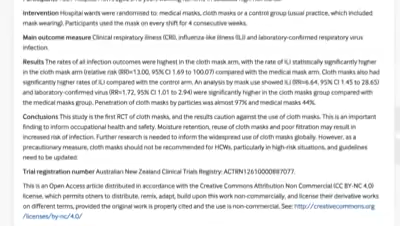 Intervention Hospital wards were randomised to: medical masks, cloth masks or a control group (usual practice, which included
mask wearing). Participants used the mask on every shift for 4 consecutive weeks.
Main outcome measure Clinical respiratory illness (CRI), influenza-like illness (ILI) and laboratory-confirmed respiratory virus
infection.
Results The rates of all infection outcomes were highest in the cloth mask arm, with the rate of ILI statistically significantly higher
in the cloth mask arm (relative risk (RR)=13.00, 95% CI 1.69 to 100.07) compared with the medical mask arm. Cloth masks also had
significantly higher rates of ILI compared with the control arm. An analysis by mask use showed ILI (RR=6.64, 95% CI 1.45 to 28.65)
and laboratory-confirmed virus (RR=1.72, 95% CI 1.01 to 2.94) were significantly higher in the cloth masks group compared with
the medical masks group. Penetration of cloth masks by particles was almost 97% and medical masks 44%.
Conclusions This study is the first RCT of cloth masks, and the results caution against the use of cloth masks. This is an important
finding to inform occupational health and safety. Moisture retention, reuse of cloth masks and poor filtration may result in
increased risk of infection. Further research is needed to inform the widespread use of cloth masks globally. However, as a
precautionary measure, cloth masks should not be recommended for HCWs, particularly in high-risk situations, and guidelines
need to be updated.
Trial registration number Australian New Zealand Clinical Trials Registry: ACTRN12610000887077.
This is an Open Access article distributed in accordance with the Creative Commons Attribution Non Commercial (CC BY-NC 4.0)
license, which permits others to distribute, remix, adapt, build upon this work non-commercially, and license their derivative works
on different terms, provided the original work is properly cited and the use is non-commercial. See: http://creativecommons.org
/licenses/by-nc/4.0/